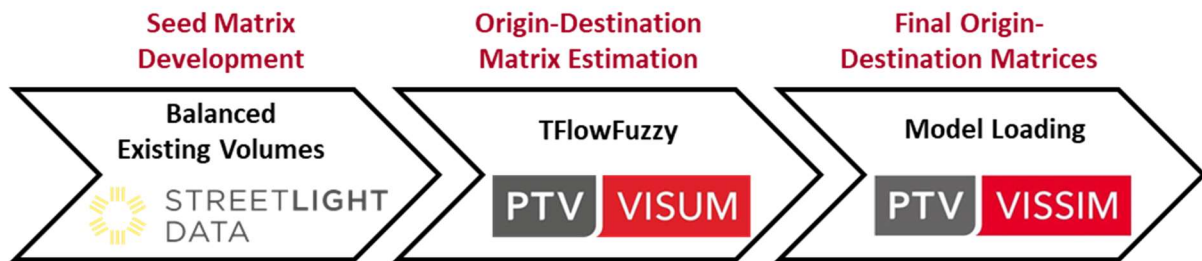 Seed Matrix
Development
Balanced
Existing Volumes
STREETLIGHT
DATA
Origin-Destination
Matrix Estimation
TFlowFuzzy
PTV VISUM
Final Origin-
Destination Matrices
Model Loading
PTV VISSIM